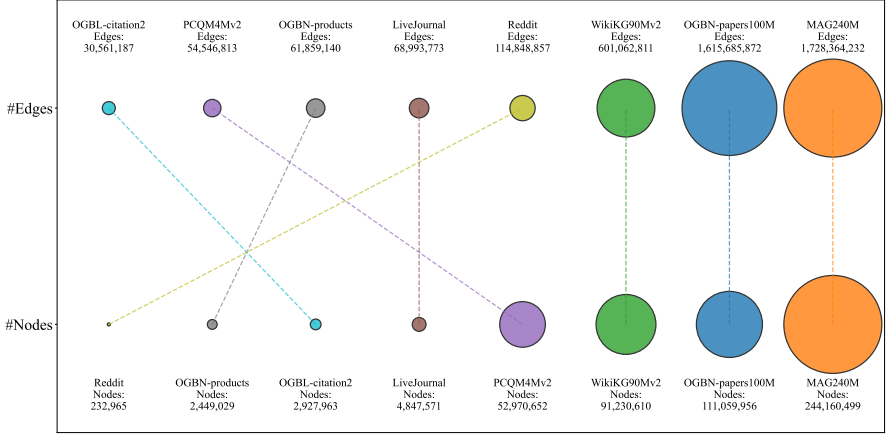 OGBL-citation2 PCQM4Mv2 OGBN-products LiveJournal Reddit WikiKG90Mv2 OGBN-papers100M MAG240M
Edges: Edges: Edges: Edges: Edges: Edges: Edges: Edges:
30,561,187 54,546,813 61,859,140 68,993,773 114,848,857 601,062,811 1,615,685,872 1,728,364,232
#Edges
#Nodes
Reddit OGBN-products OGBL-citation2 LiveJournal PCQM4Mv2 WikiKG90Mv2 OGBN-papers100M MAG240M
Nodes: Nodes: Nodes: Nodes: Nodes: Nodes: Nodes: Nodes:
232,965 2,449,029 2,927,963 4,847,571 52,970,652 91,230,610 111,059,956 244,160,499